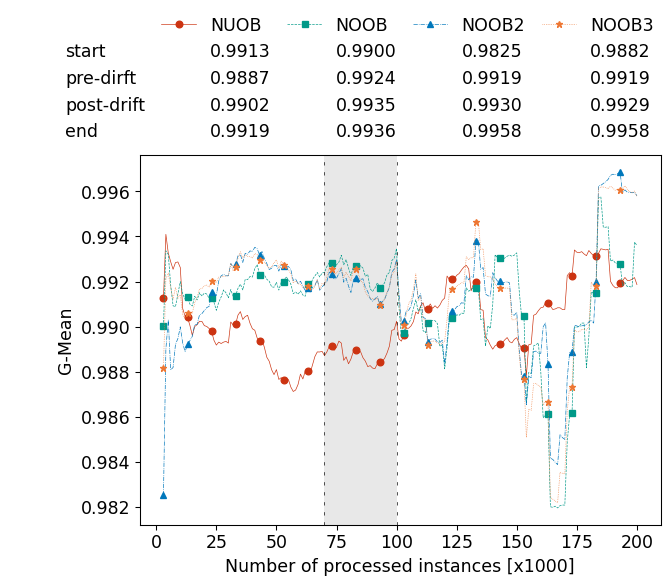 NUOB NOOB NOOB2 NOOB3
start 0.9913 0.9900 0.9825 0.9882
pre-dirft 0.9887 0.9924 0.9919 0.9919
post-drift 0.9902 0.9935 0.9930 0.9929
end 0.9919 0.9936 0.9958 0.9958
0.996
0.994
0.992
0.990
0.988
0.986
0.984
0.982
G-Mean
0 25 50 75 100 125 150 175 200
Number of processed instances [x1000]